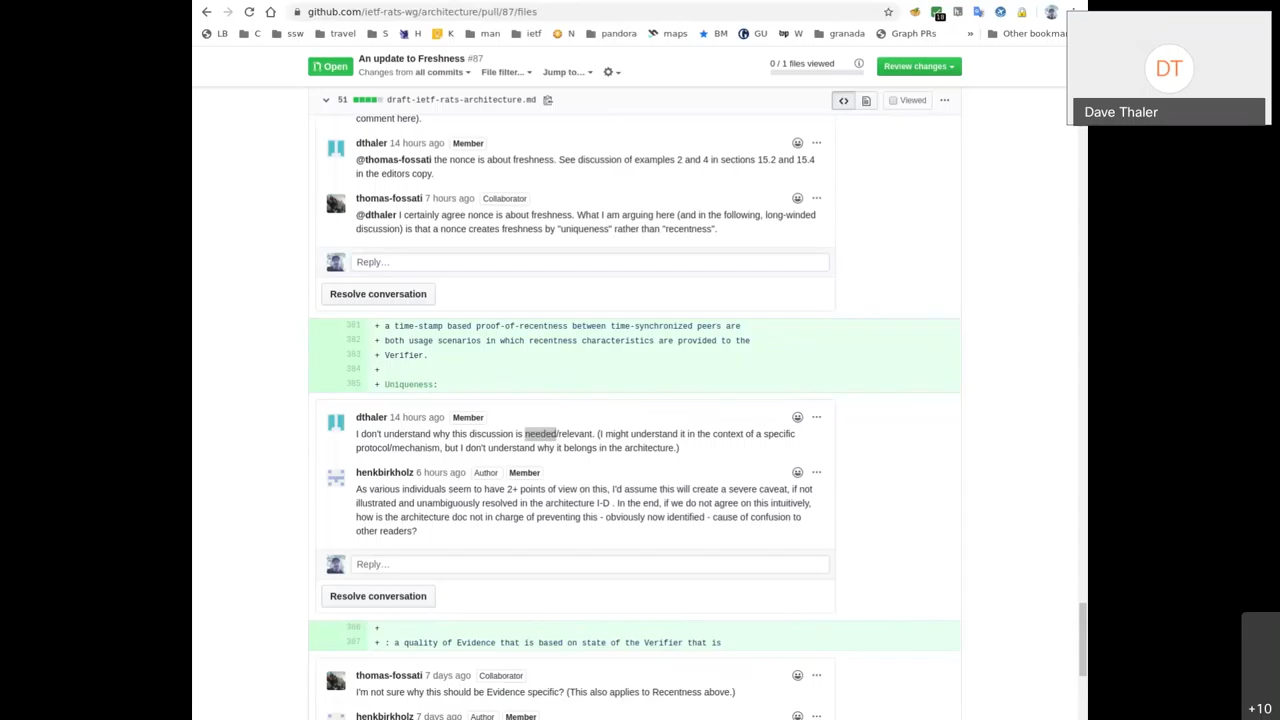 github.com/ietf-rats-wg/architecture/pull/87/files
18
LB C ssw travel S H K man ietf N pandora maps BM GU W granada Graph PRs » Other bookmar
Open
An update to Freshness #87
Changes from all commits File filter... Jump to...
0 / 1 files viewed
Review changes
51 draft-ietf-rats-architecture.md
Viewed
comment here).
dthaler 14 hours ago Member
@thomas-fossati the nonce is about freshness. See discussion of examples 2 and 4 in sections 15.2 and 15.4
in the editors copy.
thomas-fossati 7 hours ago Collaborator
@dthaler I certainly agree nonce is about freshness. What I am arguing here (and in the following, long-winded
discussion) is that a nonce creates freshness by "uniqueness" rather than "recentness".
Reply...
Resolve conversation
381 + a time-stamp based proof-of-recentness between time-synchronized peers are
382 + both usage scenarios in which recentness characteristics are provided to the
383 + Verifier.
384 +
385 + Uniqueness:
dthaler 14 hours ago Member
I don't understand why this discussion is needed/relevant. (I might understand it in the context of a specific
protocol/mechanism, but I don't understand why it belongs in the architecture.)
henkbirkholz 6 hours ago Author Member
As various individuals seem to have 2+ points of view on this, I'd assume this will create a severe caveat, if not
illustrated and unambiguously resolved in the architecture I-D . In the end, if we do not agree on this intuitively,
how is the architecture doc not in charge of preventing this - obviously now identified - cause of confusion to
other readers?
Reply...
Resolve conversation
386 +
387 + : a quality of Evidence that is based on state of the Verifier that is
thomas-fossati 7 days ago Collaborator
I'm not sure why this should be Evidence specific? (This also applies to Recentness above.)
henkbirkholz 7 days ago Author Member
DT
Dave Thaler
+10